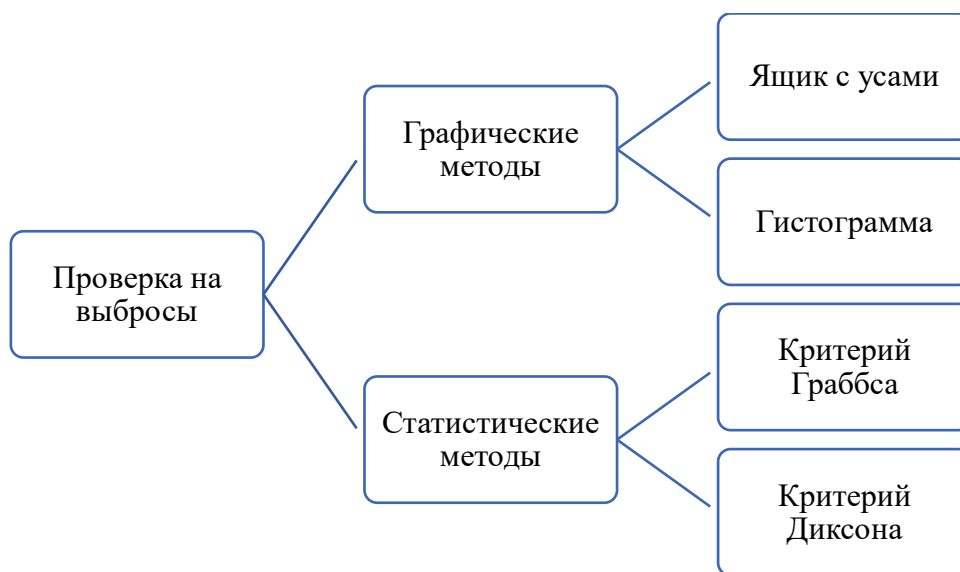 Проверка на
выбросы
Графические
методы
Ящик с усами
Гистограмма
Статистические
методы
Критерий
Граббса
Критерий
Диксона